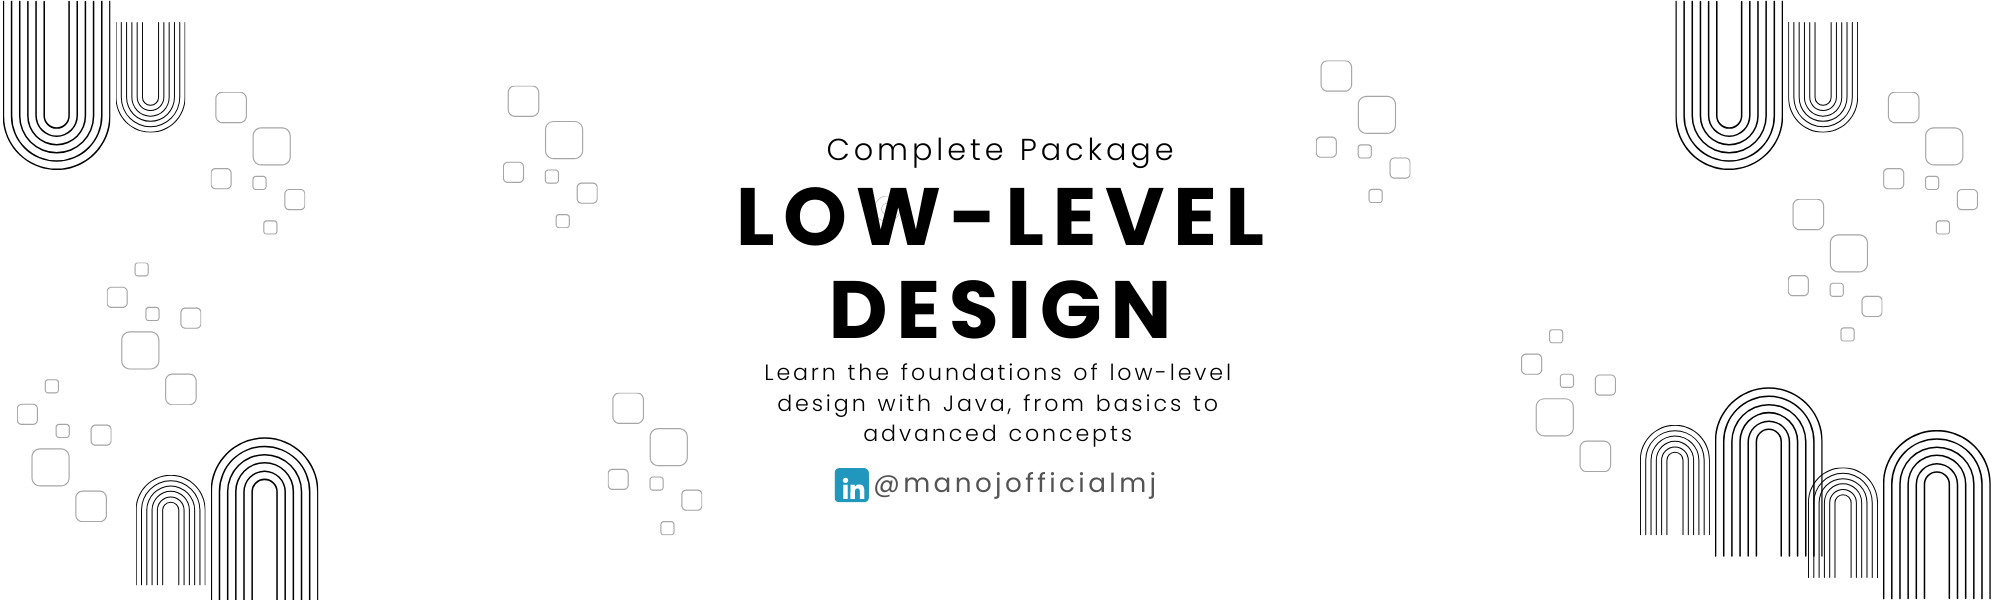 Complete Package
LOW-LEVEL
DESIGN
Learn the foundations of low-level
design with Java, from basics to
advanced concepts
in @manojofficialmj